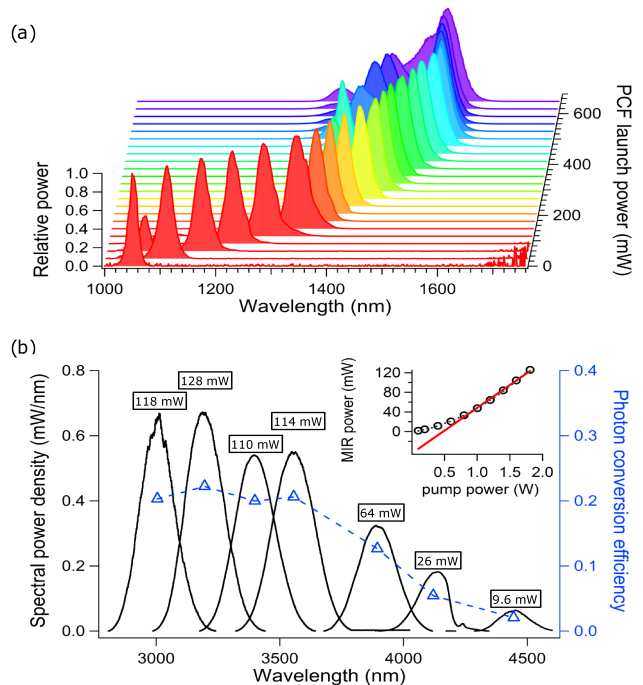 (a)
Relative power
1.0
0.8
0.6
0.4
0.2
0.0
1000
1200
1400
1600
Wavelength (nm)
0
200
400
600
PCF launch power (mW)
(b)
Spectral power density (mW/nm)
0.8
0.6
0.4
0.2
0.0
118 mW
128 mW
110 mW
114 mW
64 mW
26 mW
9.6 mW
MIR power (mW)
120
80
40
0
0.0
0.5
1.0
1.5
2.0
pump power (W)
0.4
0.3
0.2
0.1
0.0
Photon conversion efficiency
3000
3500
4000
4500
Wavelength (nm)